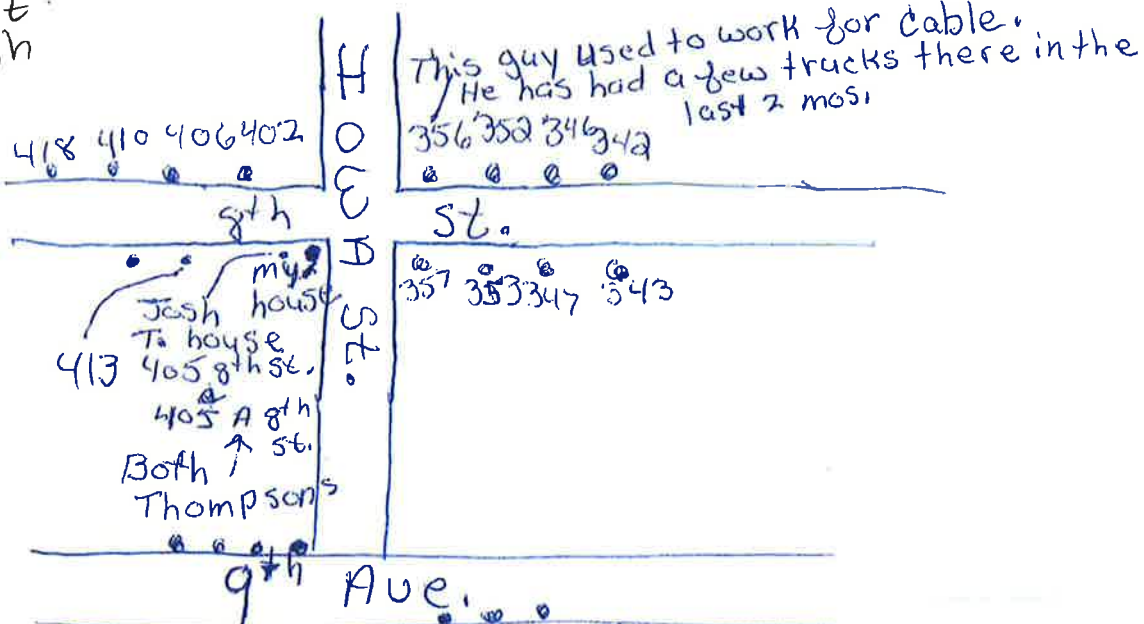 t
h
This guy used to work for cable.
He has had a few trucks there in the
last 2 mos.
418 410 406 402
356 352 346 342
HOWA St.
8th St.
my house
Josh
T. house
413 405 8th St.
405 A 8th
St.
Both
Thompsons
357 353 347 343
9th Ave.